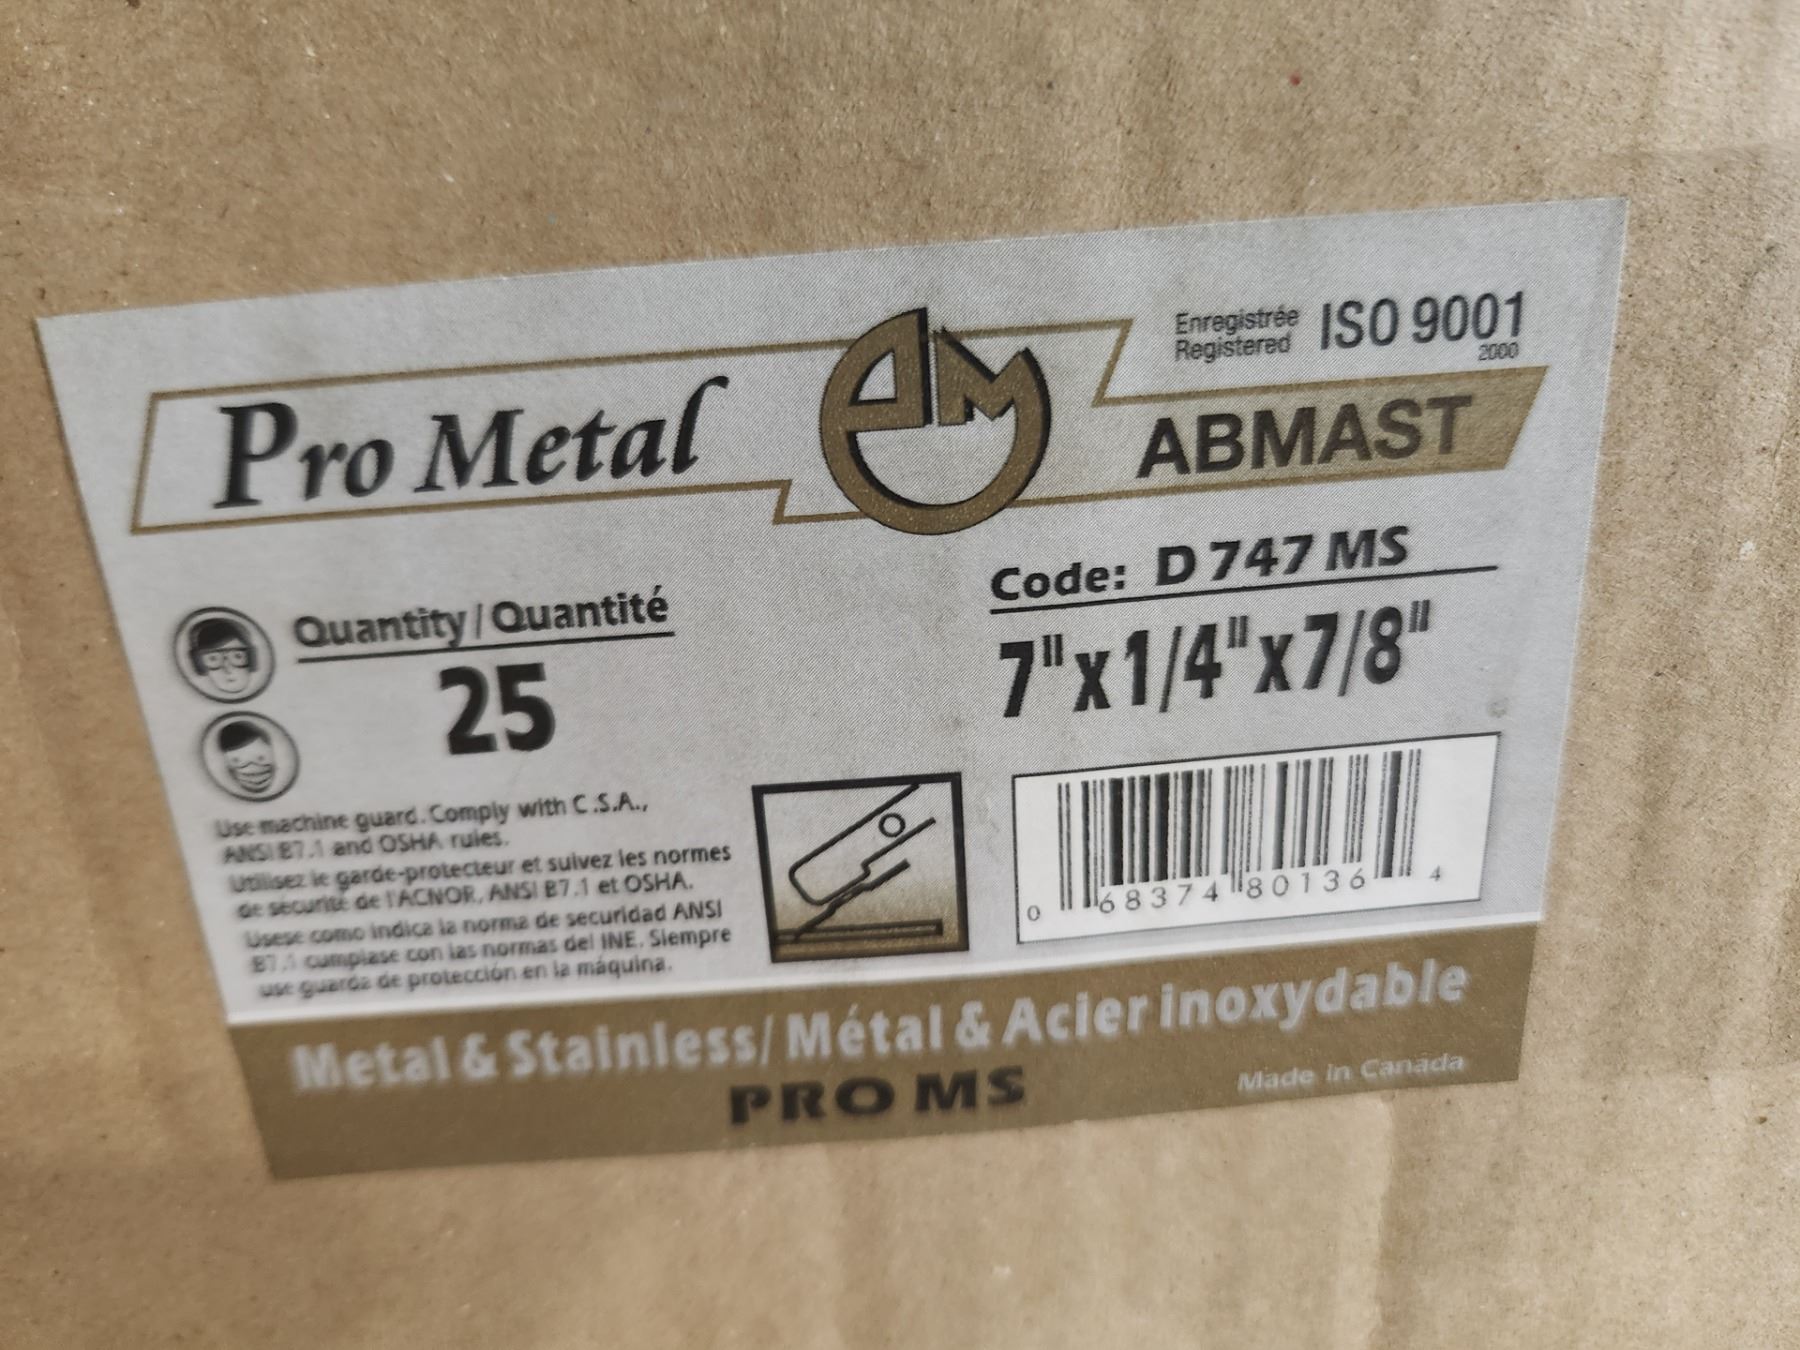 Pro Metal
PM
Enregistrée
Registered
ISO 9001
2000
ABMAST
Code: D 747 MS
7"x1/4"x7/8"
Quantity/Quantité
25
Use machine guard. Comply with C.S.A.,
ANSI B7.1 and OSHA rules.
Utilisez le garde-protecteur et suivez les normes
de sécurité de l'ACNOR, ANSI B7.1 et OSHA.
Usese como indica la norma de securidad ANSI
B7.1 cumplase con las normas del INE. Siempre
use guarda de protección en la máquina.
0 68374 80136 4
Metal & Stainless/Métal & Acier inoxydable
PRO MS
Made in Canada